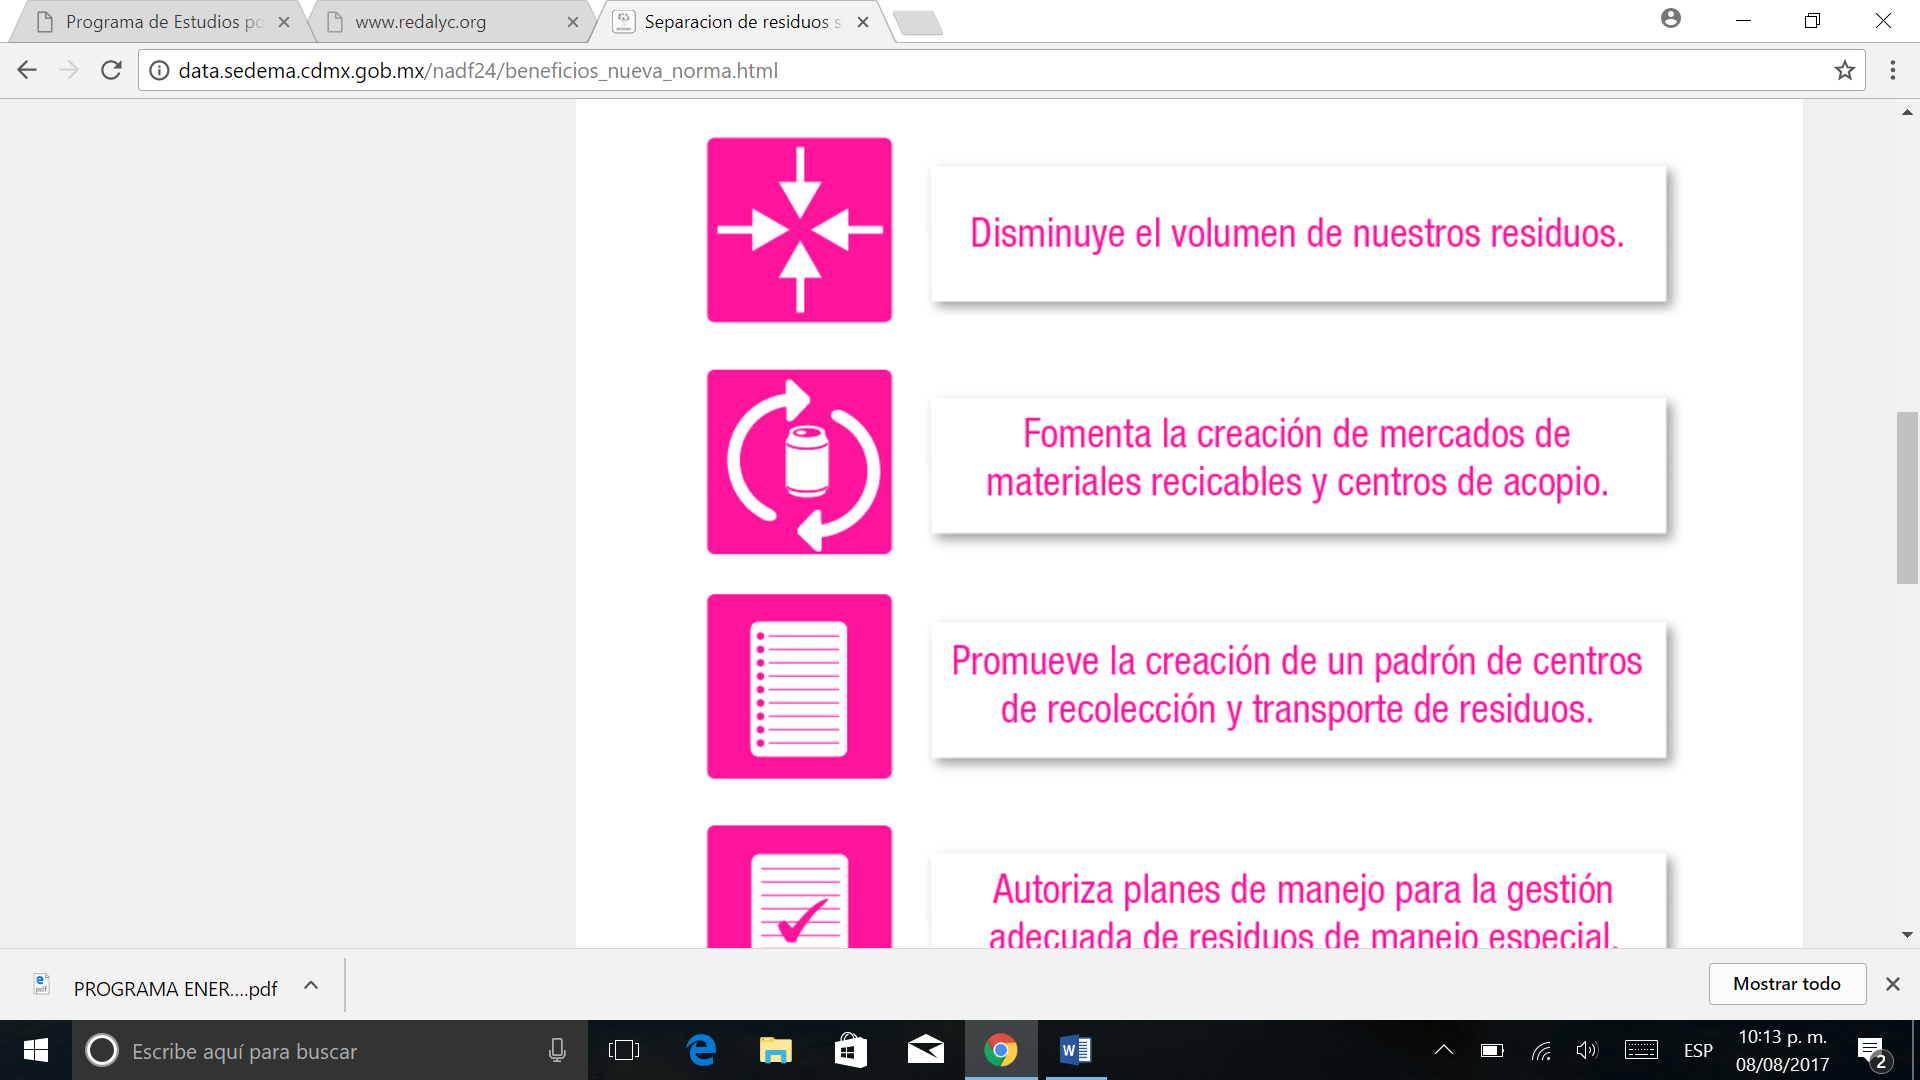 Programa de Estudios po
www.redalyc.org
Separacion de residuos s
data.sedema.cdmx.gob.mx/nadf24/beneficios_nueva_norma.html
Disminuye el volumen de nuestros residuos.
Fomenta la creación de mercados de
materiales recicables y centros de acopio.
Promueve la creación de un padrón de centros
de recolección y transporte de residuos.
Autoriza planes de manejo para la gestión
adecuada de residuos de manejo especial.
PROGRAMA ENER....pdf
Mostrar todo
Escribe aquí para buscar
ESP
10:13 p. m.
08/08/2017
2